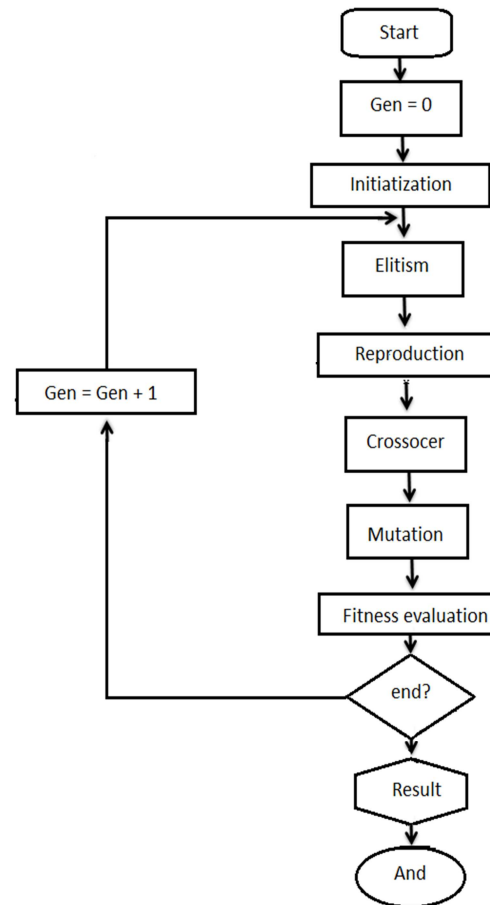 Start
Gen = 0
Initiatization
Elitism
Reproduction
Gen = Gen + 1
Crossocer
Mutation
Fitness evaluation
end?
Result
And